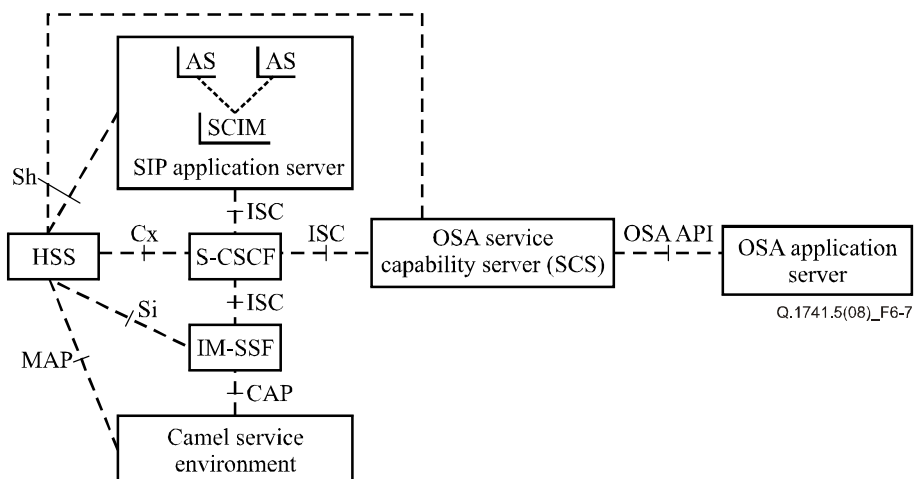 AS AS
SCIM
SIP application server
Sh
ISC
HSS
Cx
S-CSCF
ISC
OSA service
capability server (SCS)
OSA API
OSA application
server
Q.1741.5(08)_F6-7
ISC
Si
IM-SSF
MAP
CAP
Camel service
environment